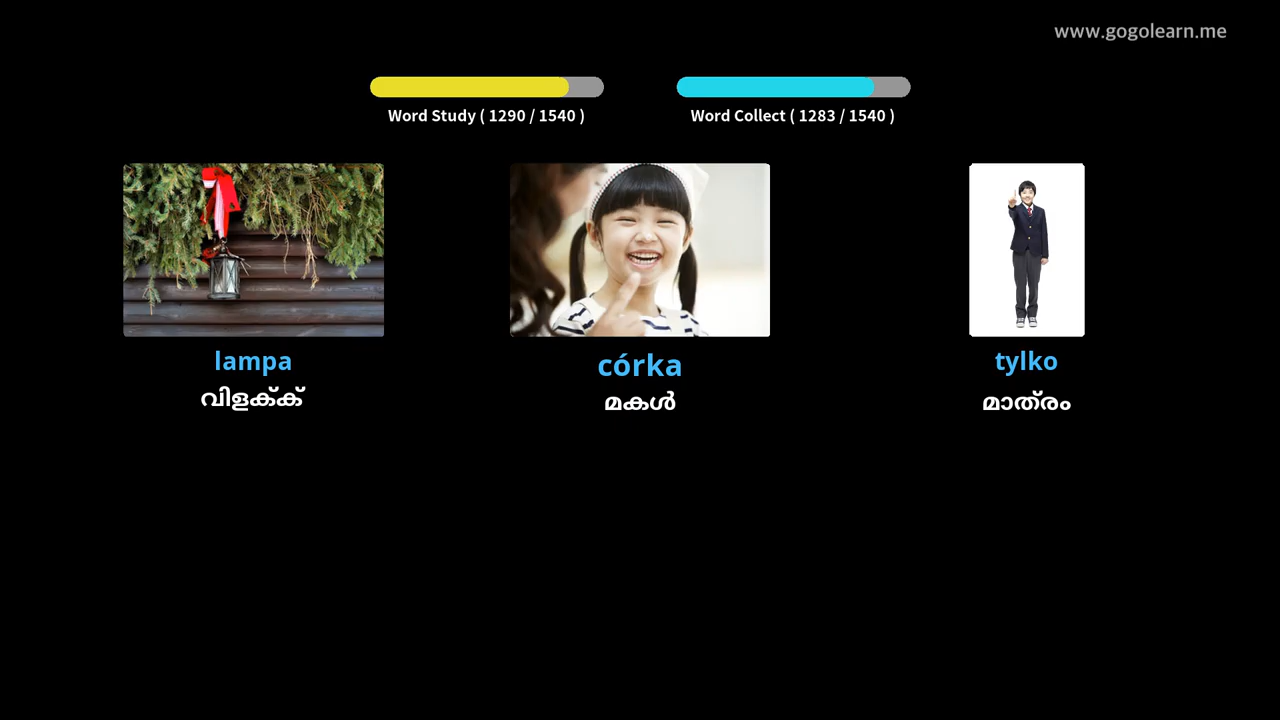 www.gogolearn.me
Word Study ( 1290 / 1540 )
Word Collect ( 1283 / 1540 )
lampa
córka
tylko
വിളക്ക്
മകൾ
മാത്രം